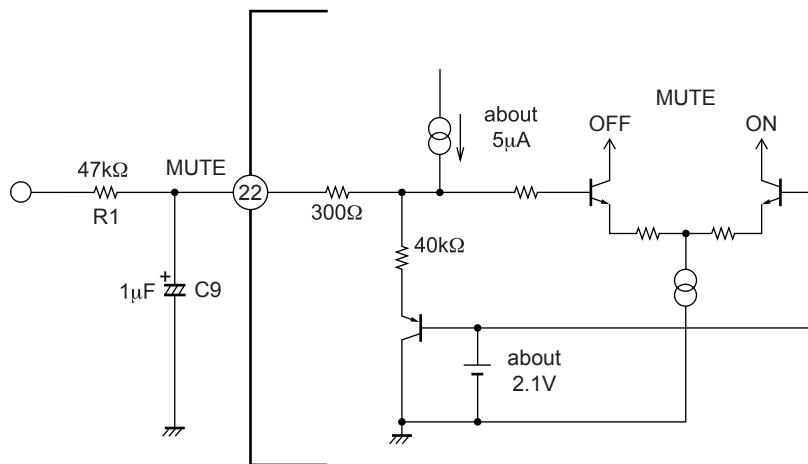 about
5μA
MUTE
OFF
ON
47kΩ
R1
MUTE
22
300Ω
40kΩ
1μF
+
C9
about
2.1V